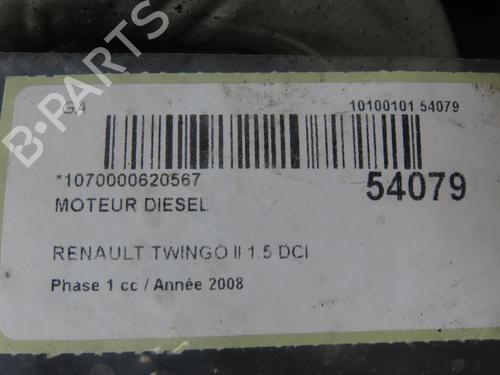 GA
10100101 54079
*1070000620567
54079
MOTEUR DIESEL
RENAULT TWINGO II 1.5 DCI
Phase 1 cc / Année 2008
B-PARTS